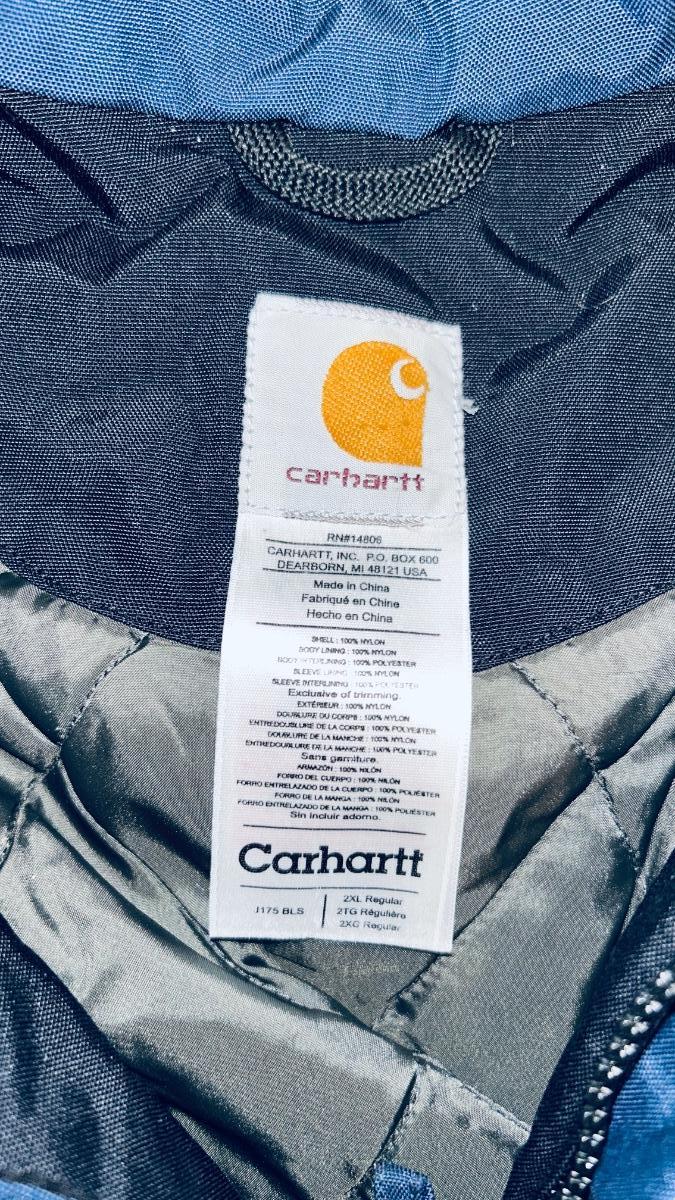 carhartt
RN#14806
CARHARTT, INC. P.O. BOX 600
DEARBORN, MI 48121 USA
Made in China
Fabriqué en Chine
Hecho en China
SHELL : 100% NYLON
BODY LINING : 100% NYLON
BODY INTERLINING : 100% POLYESTER
SLEEVE LINING : 100% NYLON
SLEEVE INTERLINING : 100% POLYESTER
Exclusive of trimming.
EXTÉRIEUR : 100% NYLON
DOUBLURE DU CORPS : 100% NYLON
ENTREDOUBLURE DE LA CORPS : 100% POLYESTER
DOUBLURE DE LA MANCHE : 100% NYLON
ENTREDOUBLURE DE LA MANCHE : 100% POLYESTER
Sans garniture.
ARMAZÓN : 100% NILÓN
FORRO DEL CUERPO : 100% NILÓN
FORRO ENTRELAZADO DE LA CUERPO : 100% POLIÉSTER
FORRO DE LA MANGA : 100% NILÓN
FORRO ENTRELAZADO DE LA MANGA : 100% POLIÉSTER
Sin incluir adorno.
Carhartt
J175 BLS
2XL Regular
2TG Régulière
2XG Regular